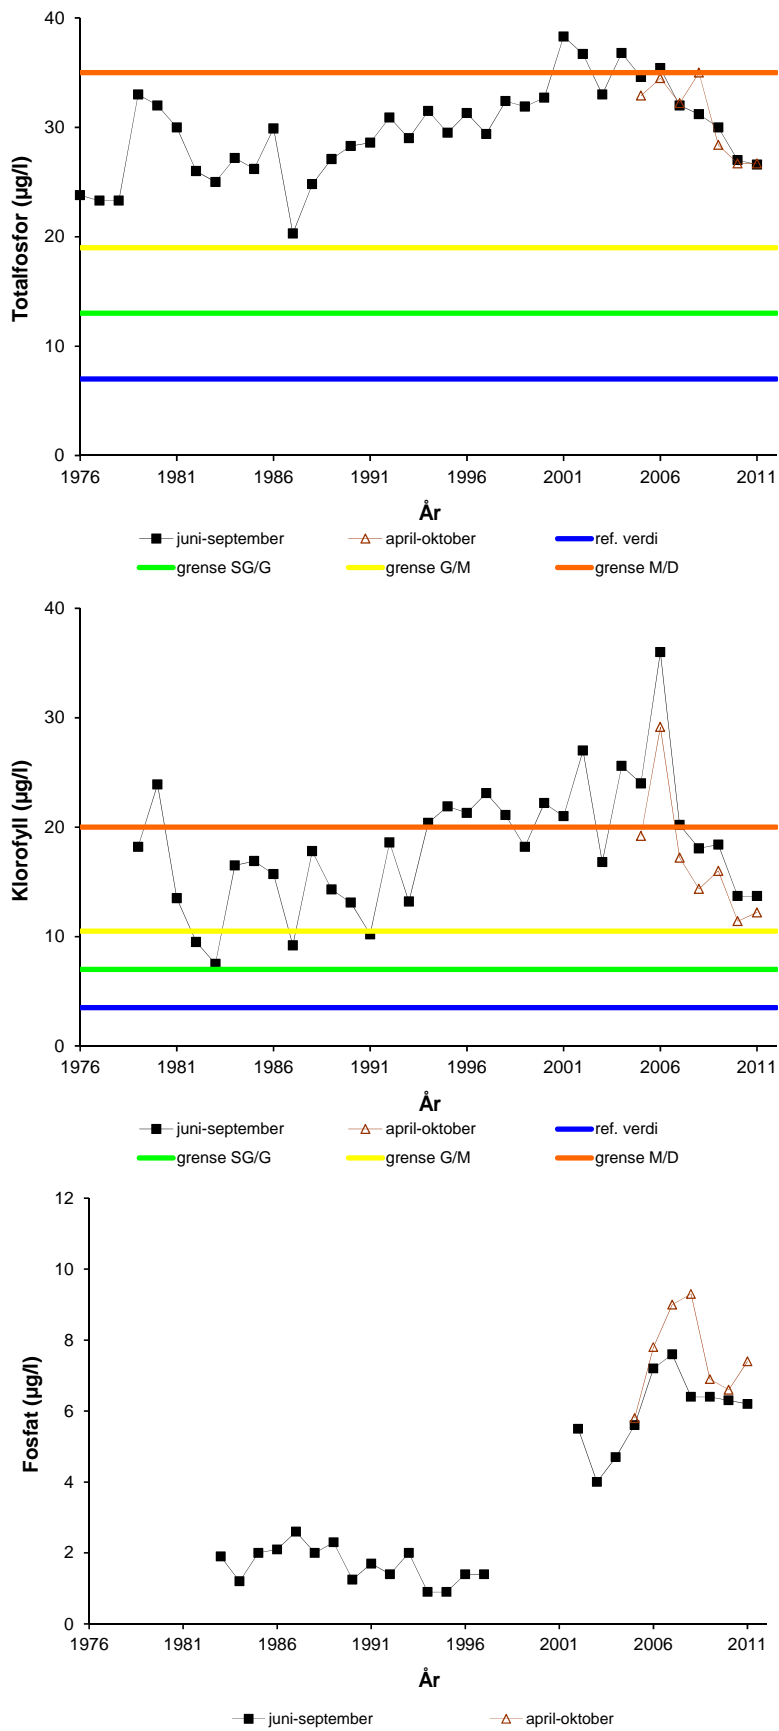 40
30
20
10
0
Totalfosfor (µg/l)
1976 1981 1986 1991 1996 2001 2006 2011
År
juni-september april-oktober ref. verdi
grense SG/G grense G/M grense M/D
40
30
20
10
0
Klorofyll (µg/l)
1976 1981 1986 1991 1996 2001 2006 2011
År
juni-september april-oktober ref. verdi
grense SG/G grense G/M grense M/D
12
10
8
6
4
2
0
Fosfat (µg/l)
1976 1981 1986 1991 1996 2001 2006 2011
År
juni-september april-oktober